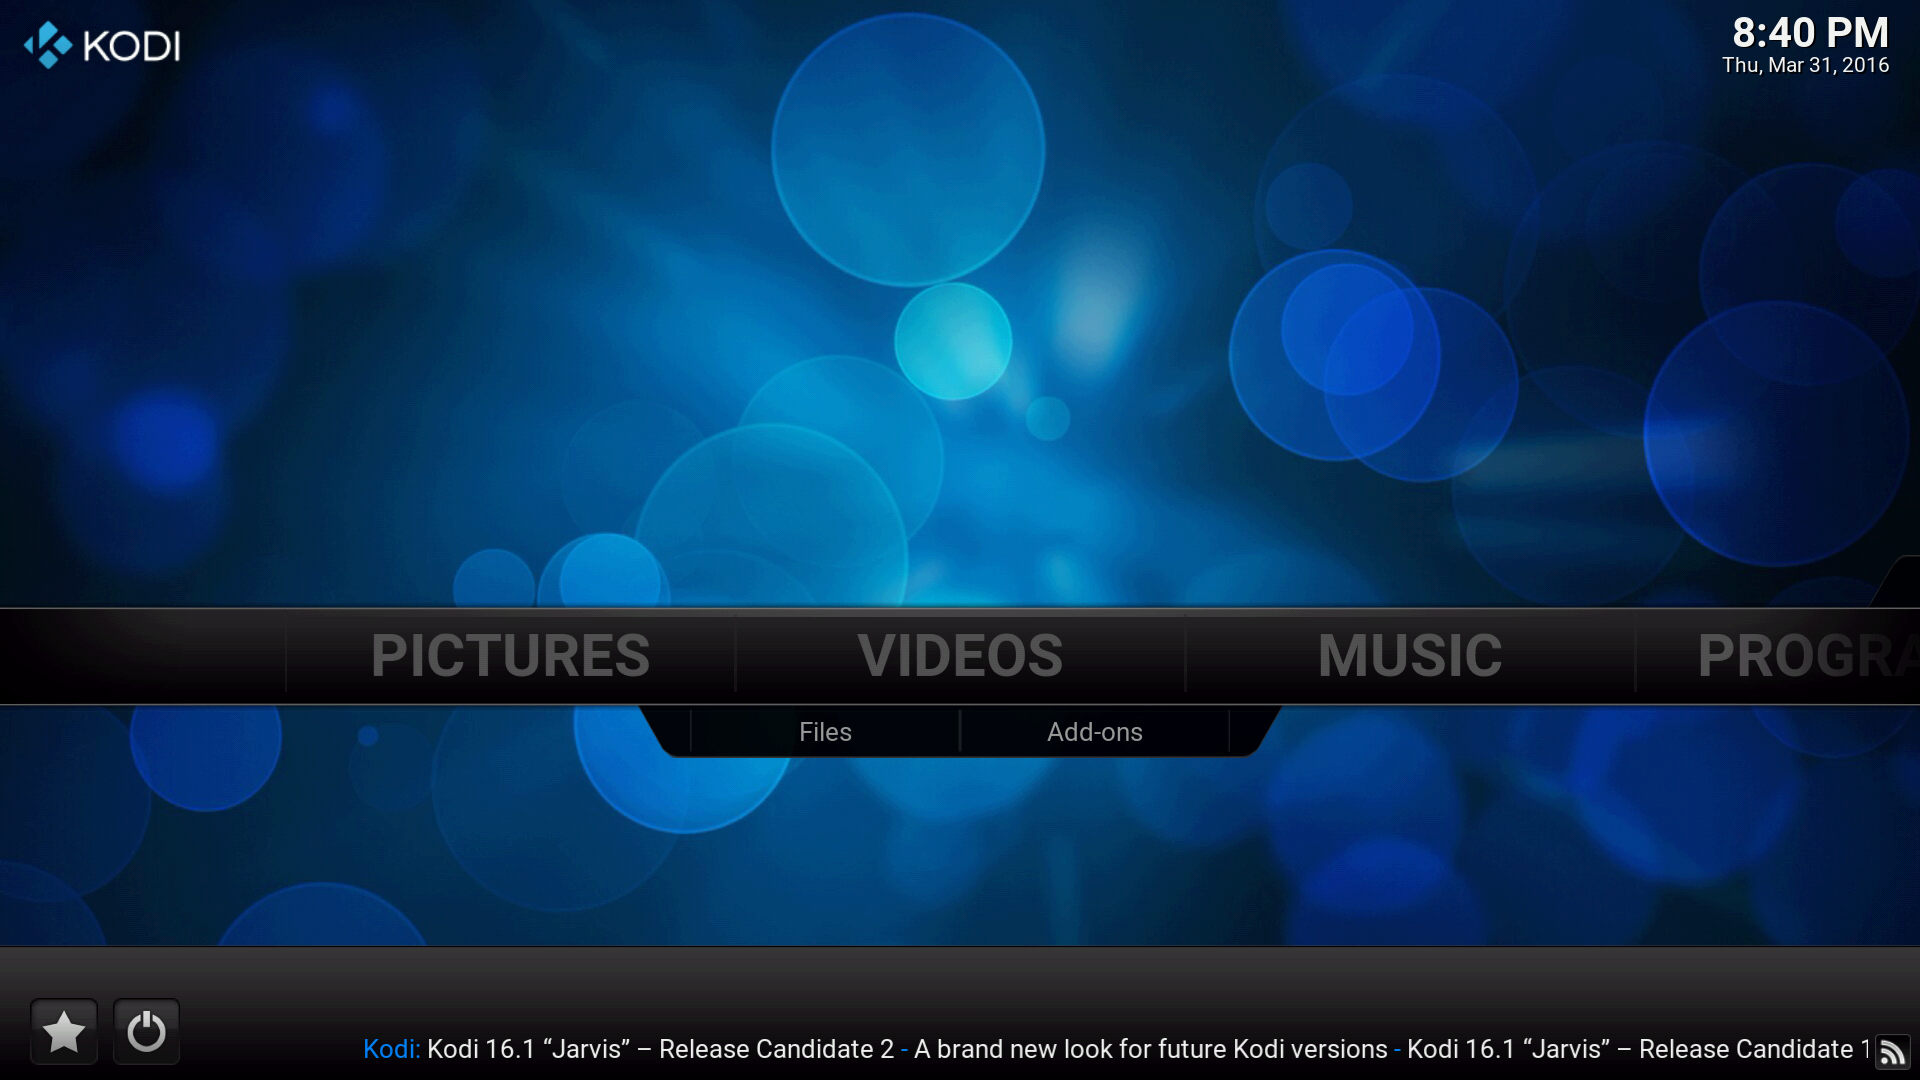 KODI
8:40 PM
Thu, Mar 31, 2016
PICTURES VIDEOS MUSIC PROGRA
Files Add-ons
Kodi: Kodi 16.1 “Jarvis” – Release Candidate 2 - A brand new look for future Kodi versions - Kodi 16.1 “Jarvis” – Release Candidate 1